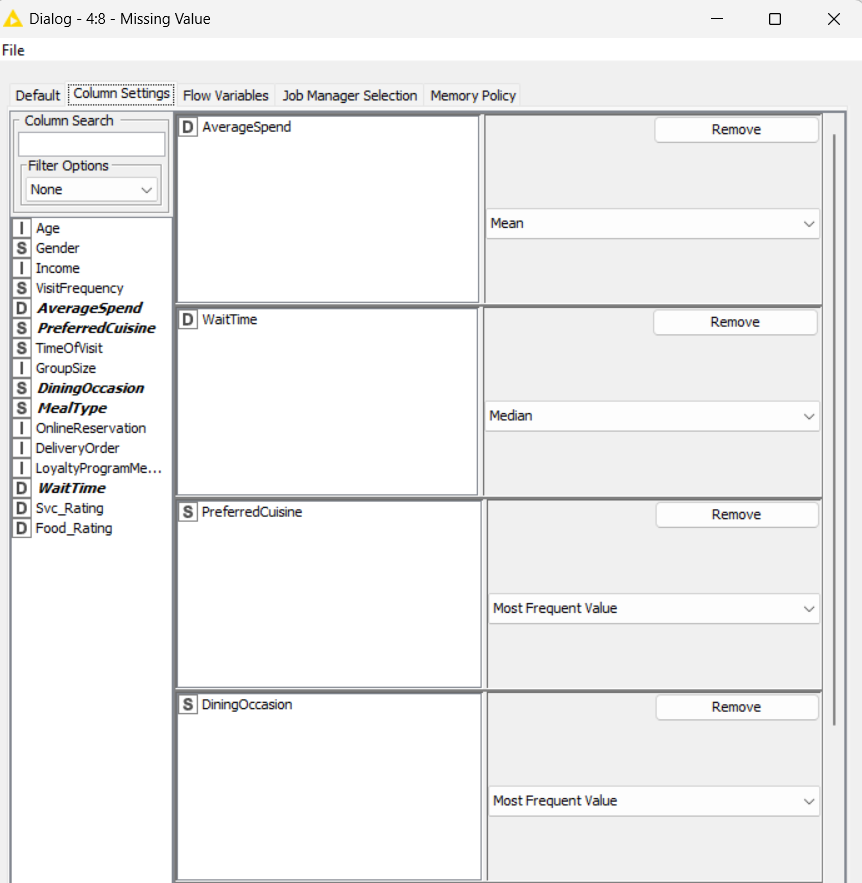 Dialog - 4:8 - Missing Value
File
Default Column Settings Flow Variables Job Manager Selection Memory Policy
Column Search
Filter Options
None
I Age
S Gender
I Income
S VisitFrequency
D AverageSpend
S PreferredCuisine
S TimeOfVisit
I GroupSize
S DiningOccasion
S MealType
I OnlineReservation
I DeliveryOrder
I LoyaltyProgramMe...
D WaitTime
D Svc_Rating
D Food_Rating
D AverageSpend
Remove
Mean
D WaitTime
Remove
Median
S PreferredCuisine
Remove
Most Frequent Value
S DiningOccasion
Remove
Most Frequent Value